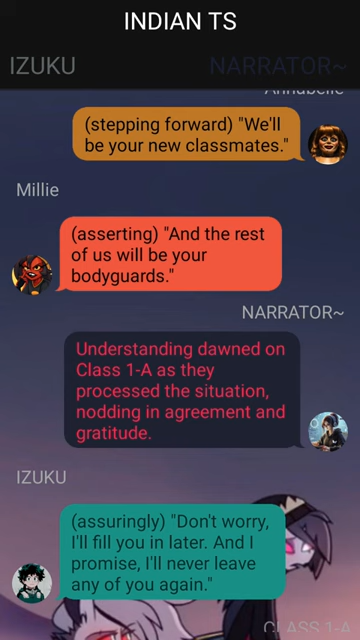 INDIAN TS
IZUKU NARRATOR~
Annabelle
(stepping forward) "We'll
be your new classmates."
Millie
(asserting) "And the rest
of us will be your
bodyguards."
NARRATOR~
Understanding dawned on
Class 1-A as they
processed the situation,
nodding in agreement and
gratitude.
IZUKU
(assuringly) "Don't worry,
I'll fill you in later. And I
promise, I'll never leave
any of you again."
CLASS 1-A